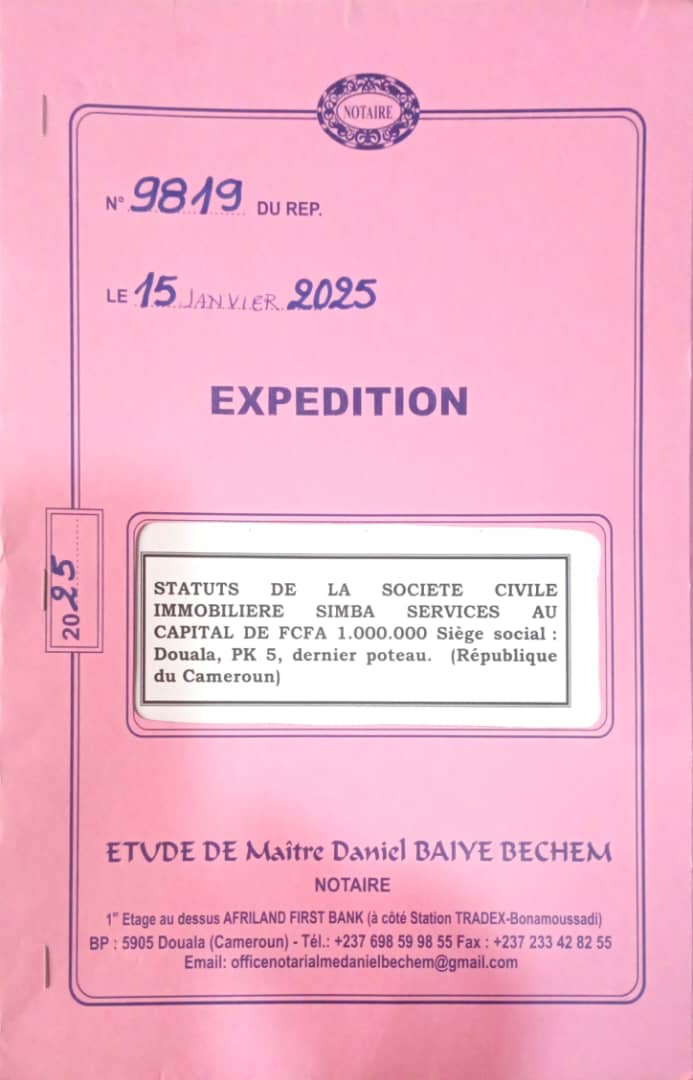 NOTAIRE
N° 9819 DU REP.
LE 15 JANVIER 2025
EXPEDITION
2025
STATUTS DE LA SOCIETE CIVILE
IMMOBILIERE SIMBA SERVICES AU
CAPITAL DE FCFA 1.000.000 Siège social :
Douala, PK 5, dernier poteau. (République
du Cameroun)
ETUDE DE Maître Daniel BAIYE BECHEM
NOTAIRE
1er Etage au dessus AFRILAND FIRST BANK (à côté Station TRADEX-Bonamoussadi)
BP : 5905 Douala (Cameroun) - Tél.: +237 698 59 98 55 Fax : +237 233 42 82 55
Email: officenotarialmedanielbechem@gmail.com